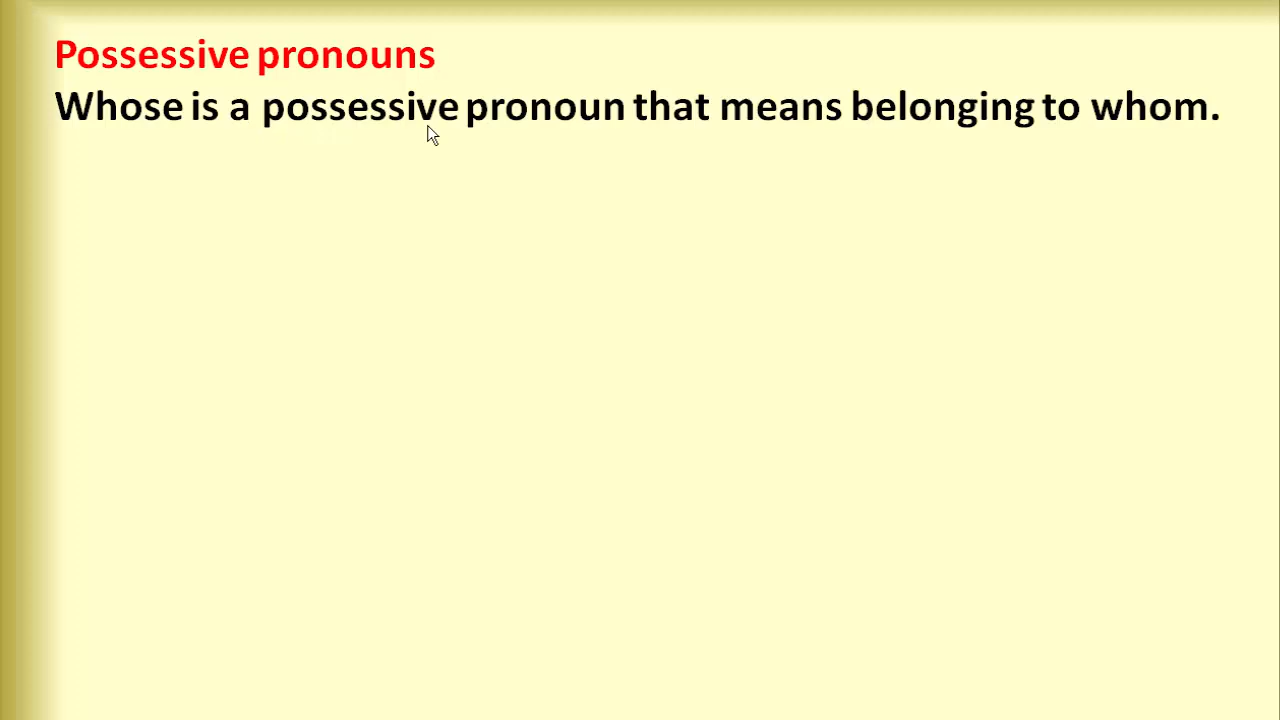 Possessive pronouns
Whose is a possessive pronoun that means belonging to whom.